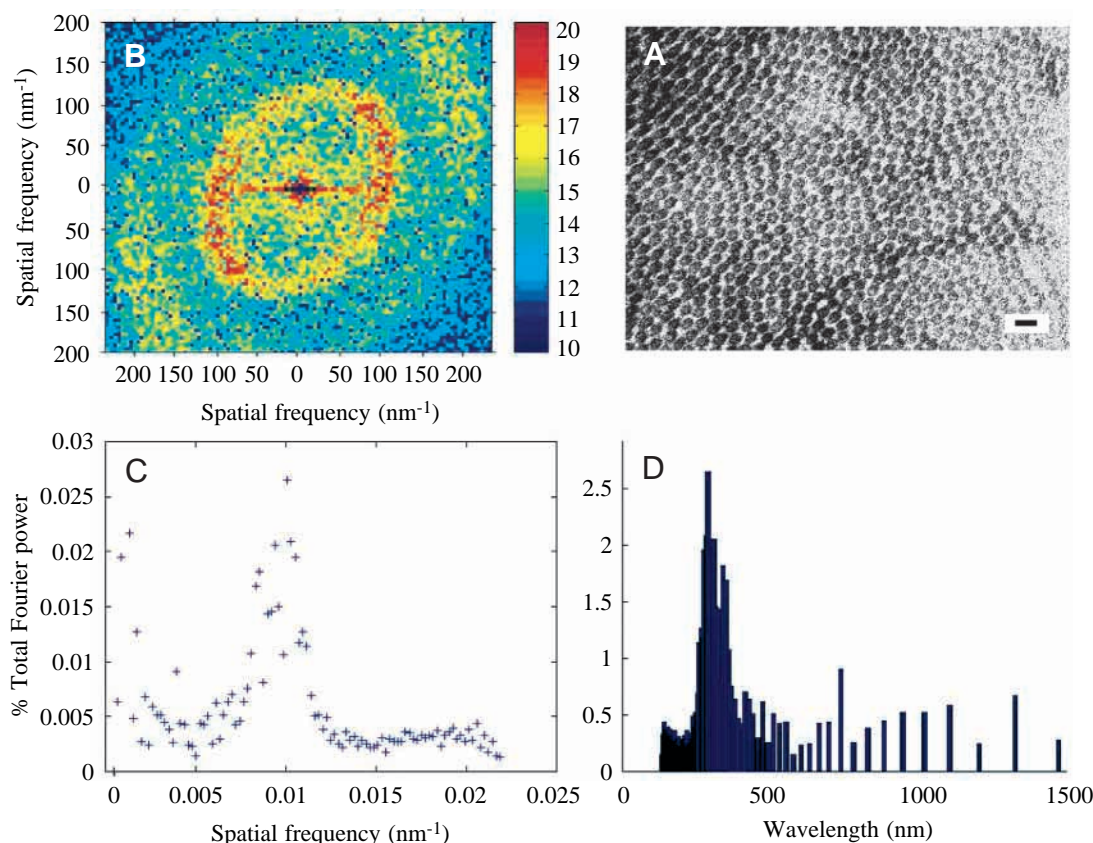 B
A
Spatial frequency (nm-1)
200
150
100
50
0
50
100
150
200
200 150 100 50 0 50 100 150 200
Spatial frequency (nm-1)
20
19
18
17
16
15
14
13
12
11
10
C
% Total Fourier power
0.03
0.025
0.02
0.015
0.01
0.005
0
0 0.005 0.01 0.015 0.02 0.025
Spatial frequency (nm-1)
D
2.5
2
1.5
1
0.5
0
0 500 1000 1500
Wavelength (nm)